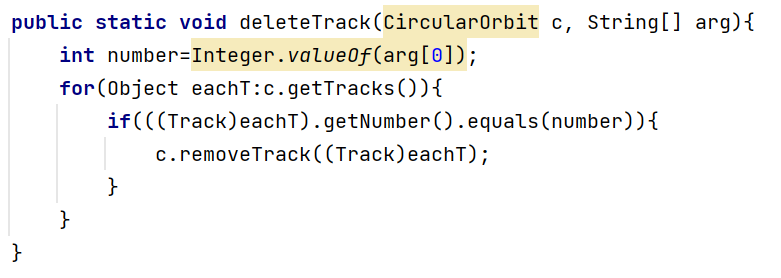 public static void deleteTrack(CircularOrbit c, String[] arg){
    int number=Integer.valueOf(arg[0]);
    for(Object eachT:c.getTracks()){
        if(((Track)eachT).getNumber().equals(number)){
            c.removeTrack((Track)eachT);
        }
    }
}